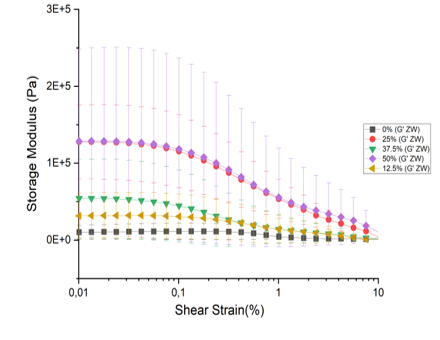 3E+5
2E+5
1E+5
0E+0
Storage Modulus (Pa)
0,01
0,1
1
10
Shear Strain(%)
0% (G' ZW)
25% (G' ZW)
37.5% (G' ZW)
50% (G' ZW)
12.5% (G' ZW)